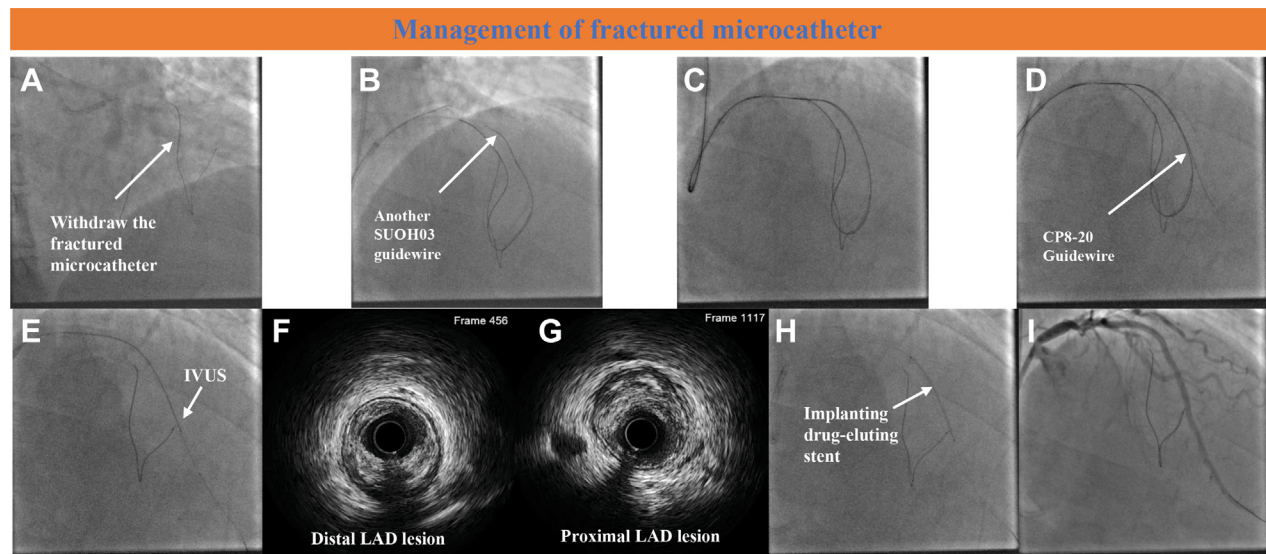 Management of fractured microcatheter
A
Withdraw the
fractured
microcatheter
B
Another
SUOH03
guidewire
C
D
CP8-20
Guidewire
E
IVUS
F
Frame 456
Distal LAD lesion
G
Frame 1117
Proximal LAD lesion
H
Implanting
drug-eluting
stent
I